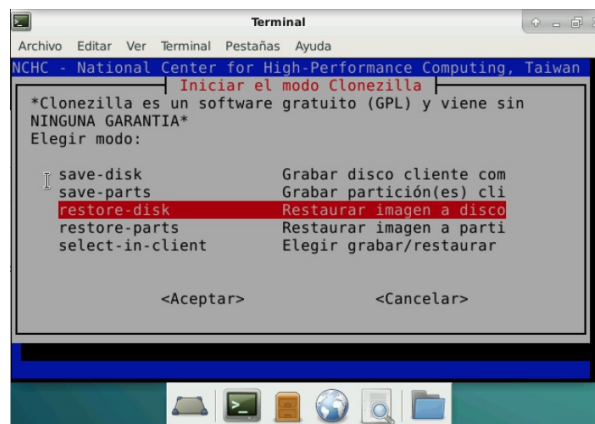 Terminal
Archivo Editar Ver Terminal Pestañas Ayuda
NCHC - National Center for High-Performance Computing, Taiwan
Iniciar el modo Clonezilla
*Clonezilla es un software gratuito (GPL) y viene sin
NINGUNA GARANTIA*
Elegir modo:
save-disk Grabar disco cliente com
save-parts Grabar partición(es) cli
restore-disk Restaurar imagen a disco
restore-parts Restaurar imagen a parti
select-in-client Elegir grabar/restaurar
<Aceptar> <Cancelar>